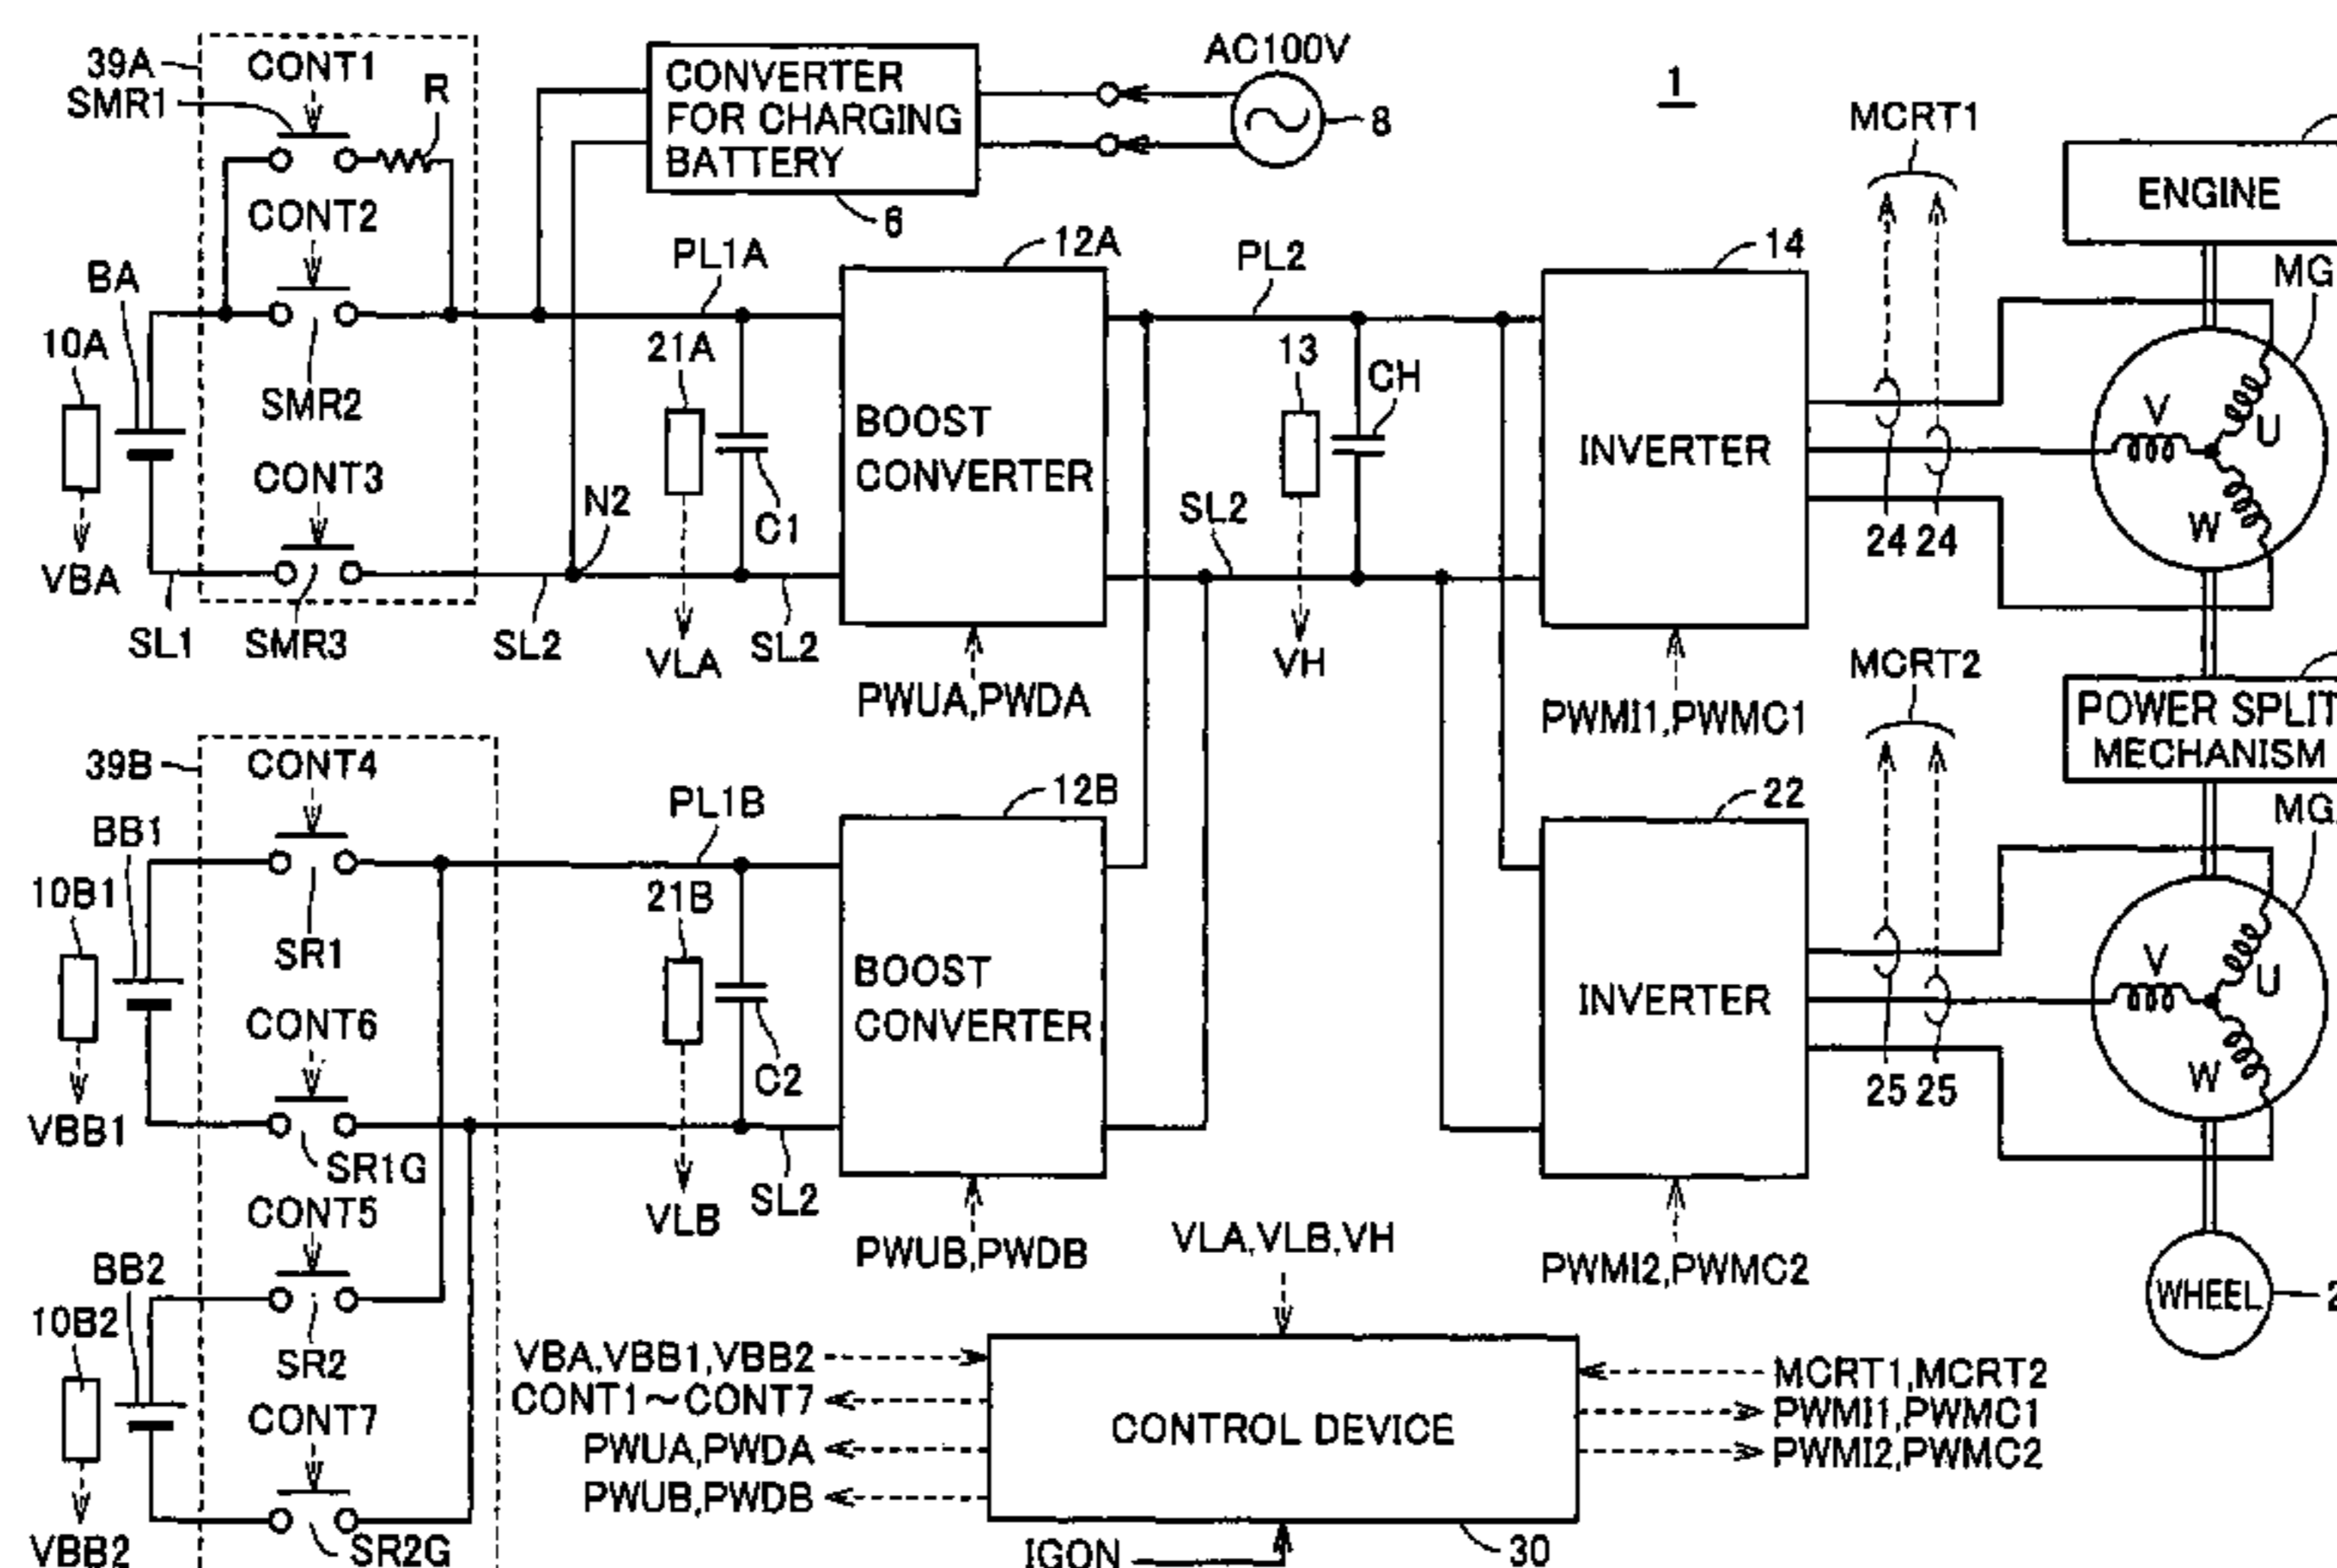 39A
CONT1
SMR1
R
CONVERTER
FOR CHARGING
BATTERY
6
AC100V
8
1
MCRT1
ENGINE
CONT2
BA
10A
SMR2
CONT3
VBA
SL1
SMR3
SL2
N2
PL1A
21A
C1
VLA
SL2
12A
BOOST
CONVERTER
PWUA,PWDA
PL2
13
CH
SL2
VH
14
INVERTER
PWMI1,PWMC1
24 24
MG
V
U
W
MCRT2
POWER SPLIT
MECHANISM
39B
CONT4
BB1
10B1
SR1
CONT6
VBB1
SR1G
CONT5
PL1B
21B
C2
VLB
SL2
12B
BOOST
CONVERTER
PWUB,PWDB
22
INVERTER
PWMI2,PWMC2
25 25
MG
V
U
W
WHEEL
2
BB2
10B2
SR2
CONT7
VBB2
SR2G
VLA,VLB,VH
VBA,VBB1,VBB2
CONT1~CONT7
PWUA,PWDA
PWUB,PWDB
CONTROL DEVICE
MCRT1,MCRT2
PWMI1,PWMC1
PWMI2,PWMC2
IGON
30